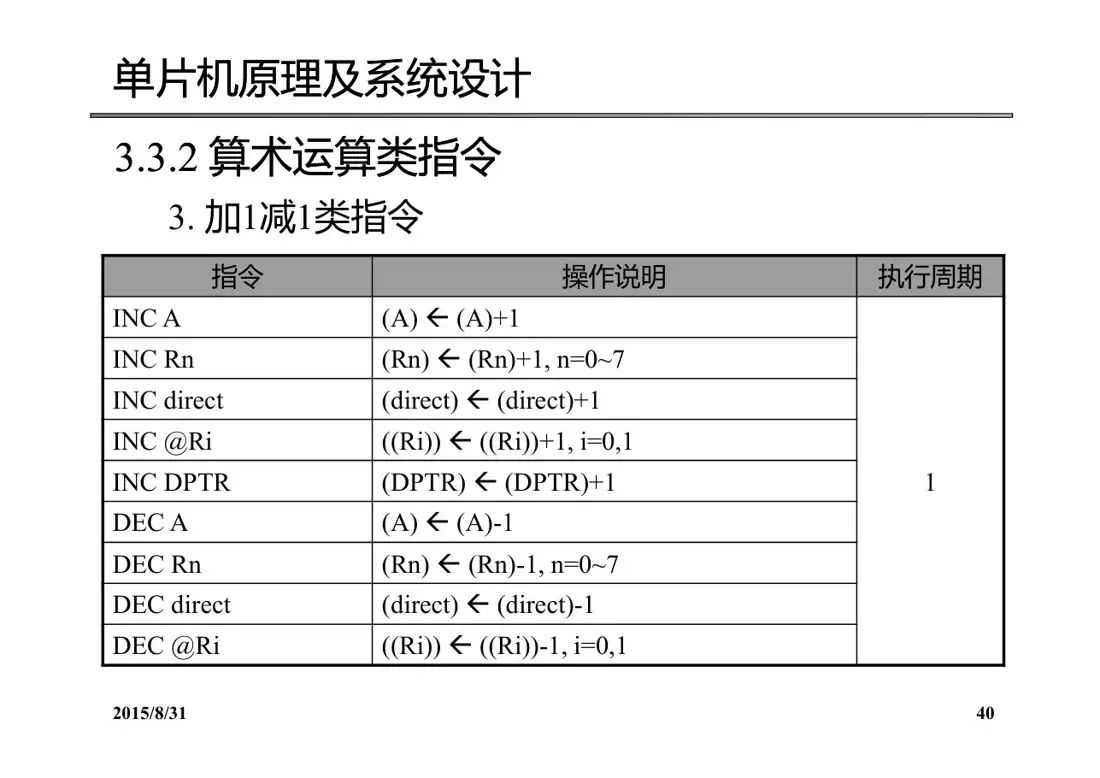 单片机原理及系统设计
3.3.2 算术运算类指令
3. 加1减1类指令
指令 操作说明 执行周期
INC A (A) ← (A)+1
INC Rn (Rn) ← (Rn)+1, n=0~7
INC direct (direct) ← (direct)+1
INC @Ri ((Ri)) ← ((Ri))+1, i=0,1
INC DPTR (DPTR) ← (DPTR)+1 1
DEC A (A) ← (A)-1
DEC Rn (Rn) ← (Rn)-1, n=0~7
DEC direct (direct) ← (direct)-1
DEC @Ri ((Ri)) ← ((Ri))-1, i=0,1
2015/8/31 40